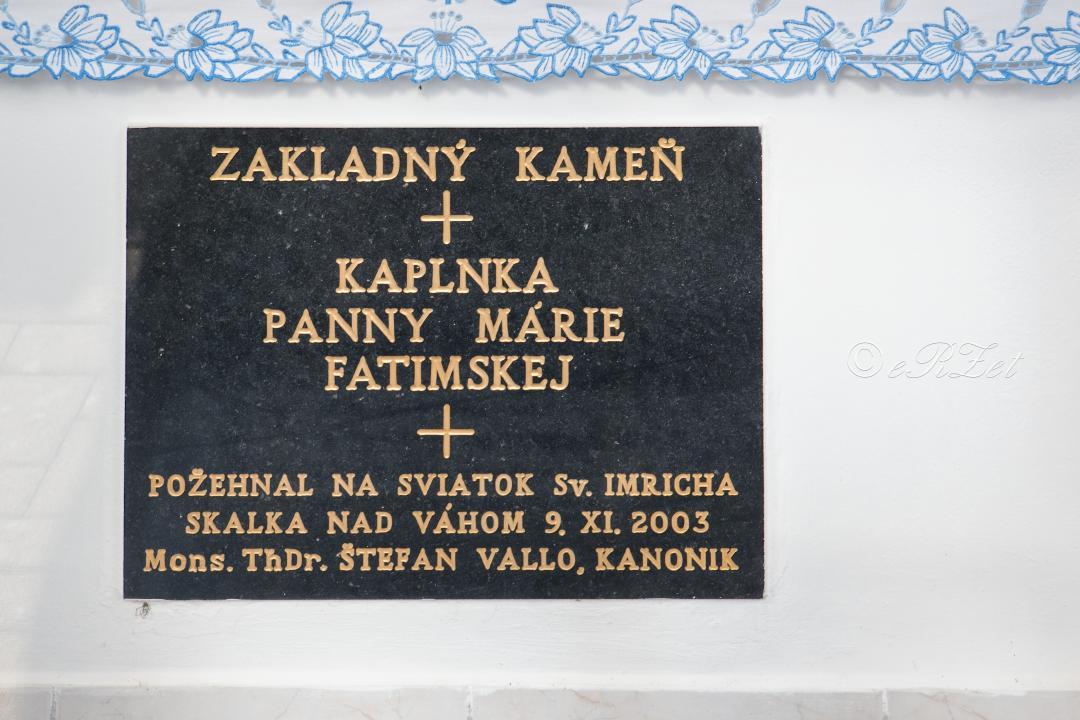 ZAKLADNÝ KAMEŇ
KAPLNKA
PANNY MÁRIE
FATIMSKEJ
POŽEHNAL NA SVIATOK Sv. IMRICHA
SKALKA NAD VÁHOM 9. XI. 2003
Mons. ThDr. ŠTEFAN VALLO, KANONIK
© eRZet